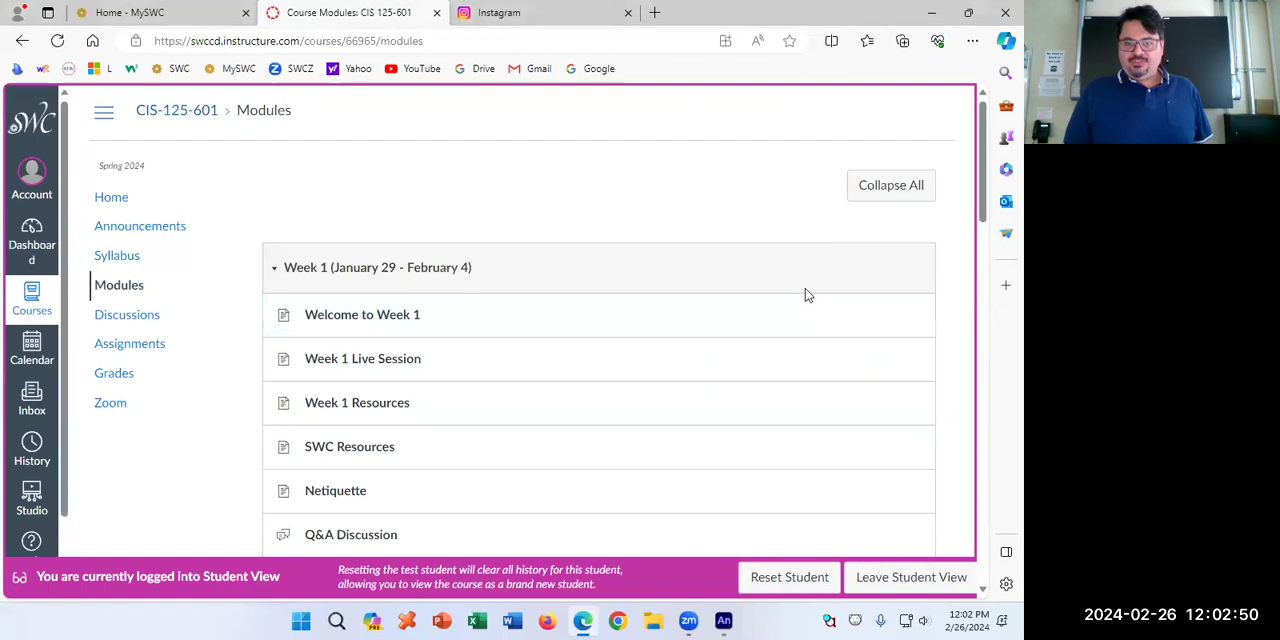 Home - MySWC
Course Modules: CIS 125-601
Instagram
https://swccd.instructure.com/courses/66965/modules
L
SWC
MySWC
SWCZ
Yahoo
YouTube
Drive
Gmail
Google
SWC
Account
Dashboar
d
Courses
Calendar
Inbox
History
Studio
CIS-125-601 › Modules
Spring 2024
Home
Announcements
Syllabus
Modules
Discussions
Assignments
Grades
Zoom
Collapse All
Week 1 (January 29 - February 4)
Welcome to Week 1
Week 1 Live Session
Week 1 Resources
SWC Resources
Netiquette
Q&A Discussion
You are currently logged into Student View
Resetting the test student will clear all history for this student,
allowing you to view the course as a brand new student.
Reset Student
Leave Student View
12:02 PM
2/26/2024
2024-02-26 12:02:50